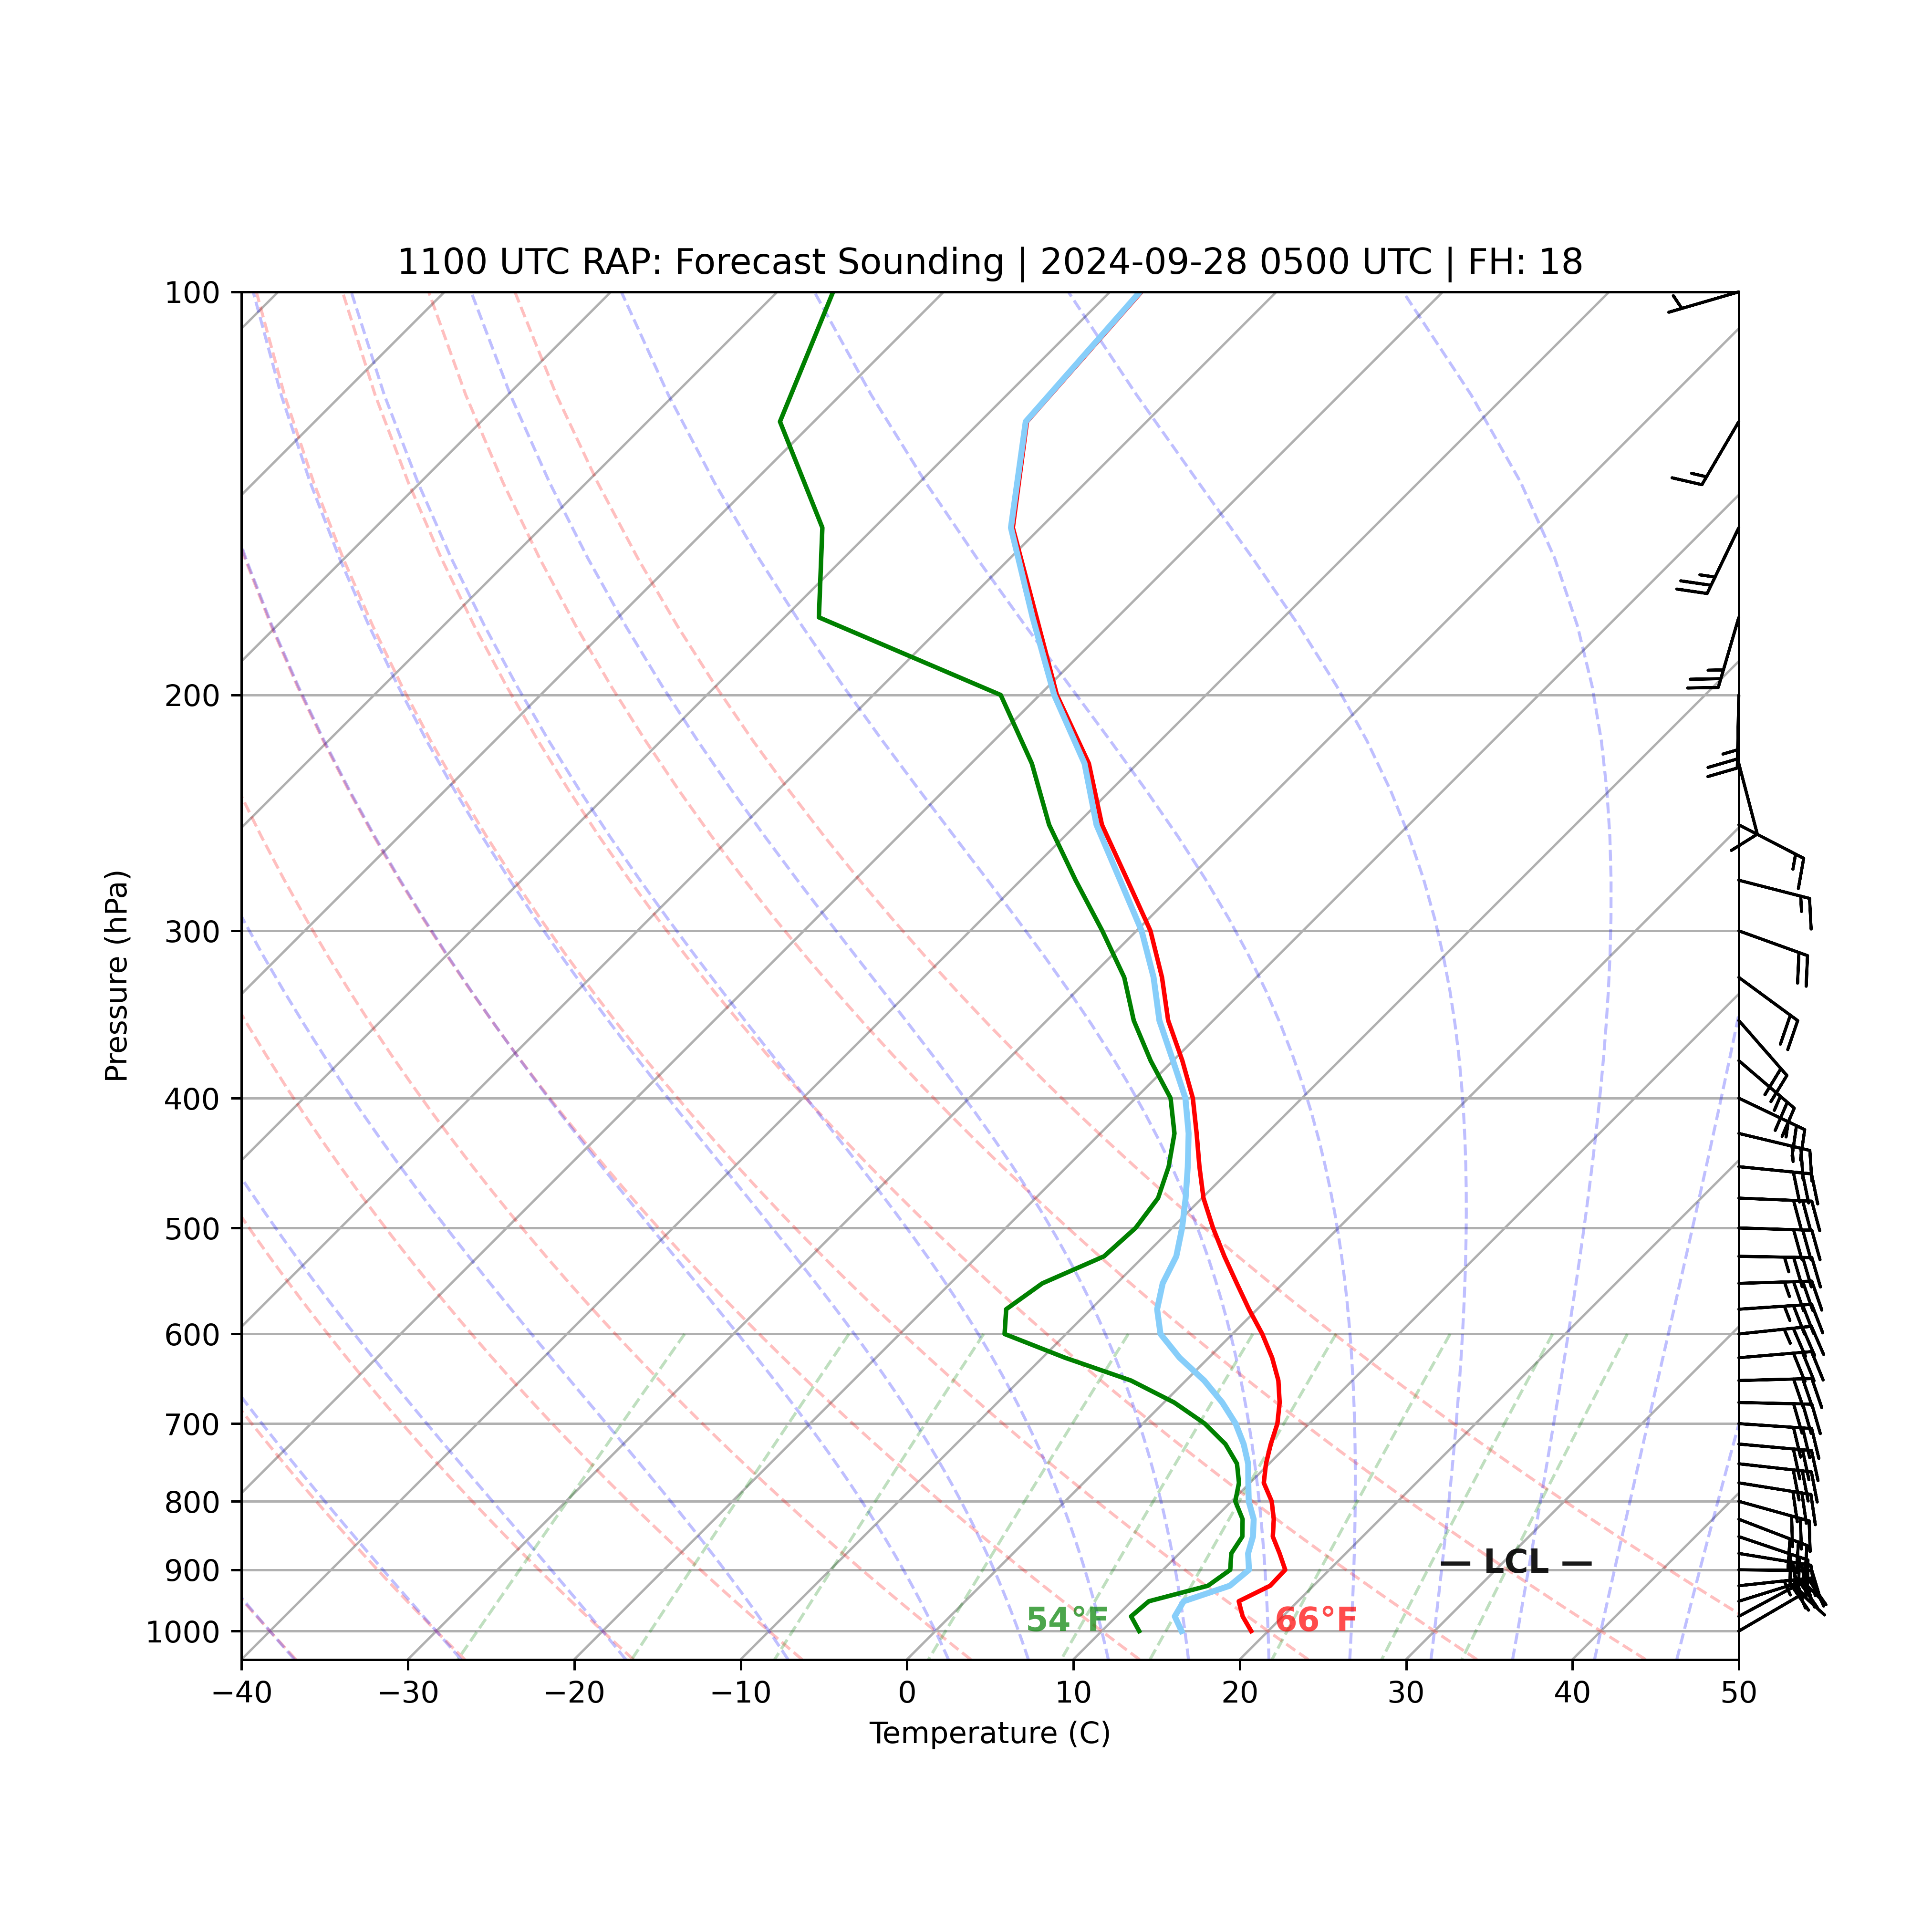 1100 UTC RAP: Forecast Sounding | 2024-09-28 0500 UTC | FH: 18
100
200
300
400
500
600
700
800
900
1000
Pressure (hPa)
— LCL —
54°F
66°F
−40 −30 −20 −10 0 10 20 30 40 50
Temperature (C)